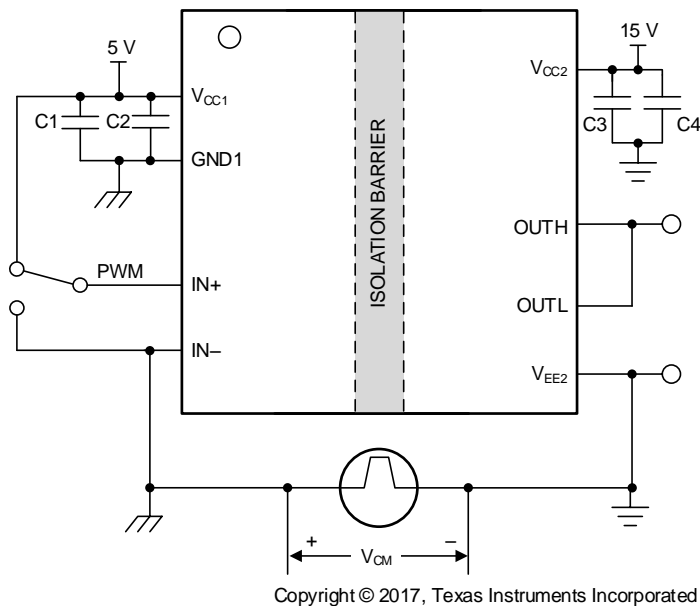 5 V
15 V
VCC1
VCC2
C1
C2
C3
C4
GND1
ISOLATION BARRIER
OUTH
PWM
IN+
OUTL
IN–
VEE2
+
VCM
–
Copyright © 2017, Texas Instruments Incorporated